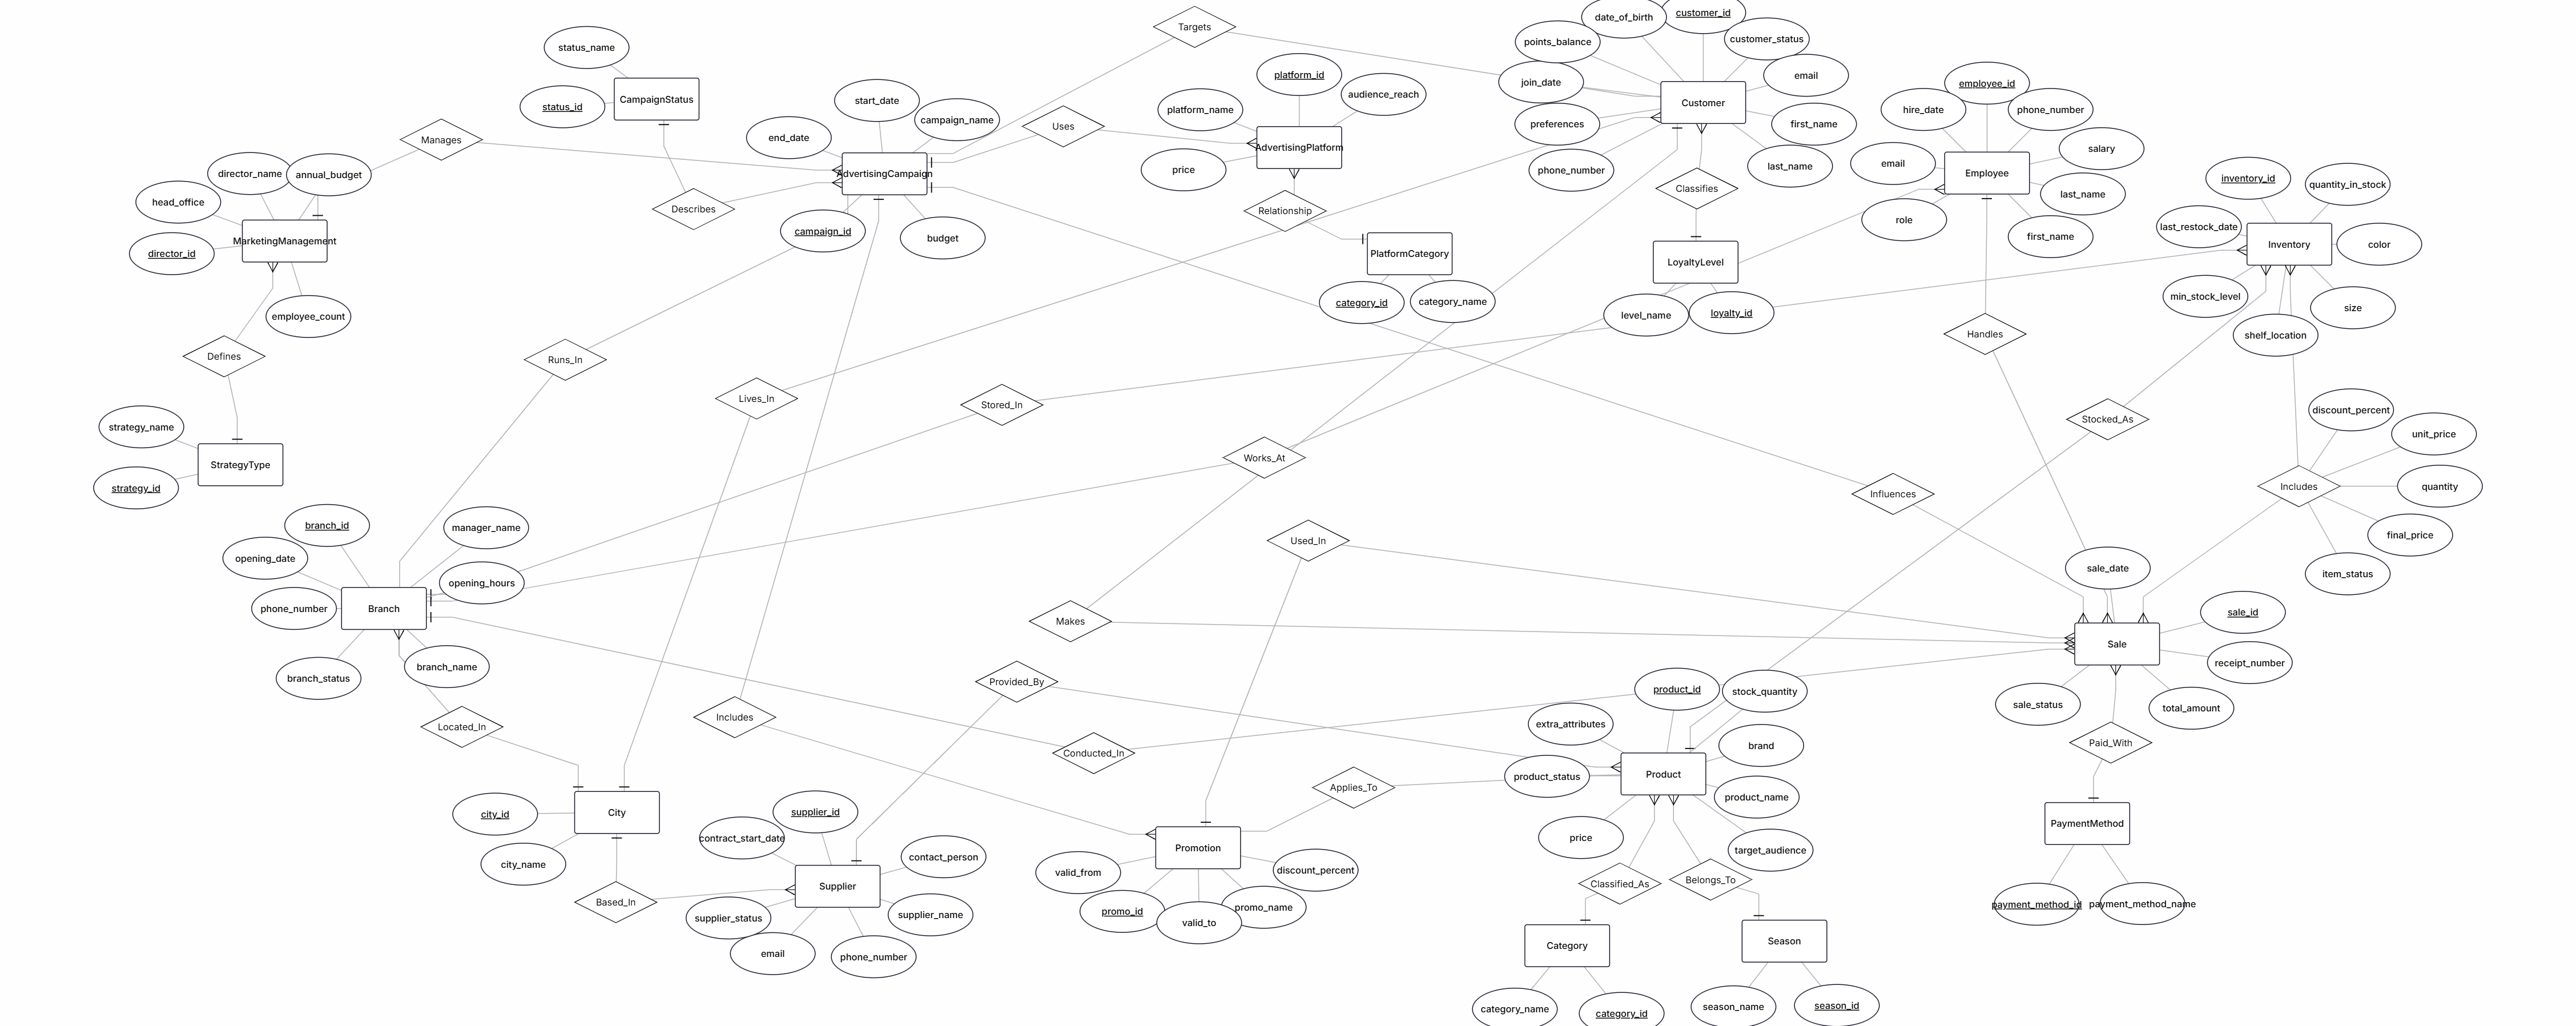 Targets
date_of_birth
customer_id
status_name
points_balance
customer_status
CampaignStatus
status_id
start_date
campaign_name
end_date
platform_id
platform_name
audience_reach
AdvertisingPlatform
price
Uses
join_date
email
Customer
preferences
first_name
phone_number
last_name
employee_id
hire_date
phone_number
email
salary
Employee
last_name
role
first_name
Manages
director_name
annual_budget
head_office
MarketingManagement
director_id
employee_count
AdvertisingCampaign
Describes
campaign_id
budget
Relationship
PlatformCategory
category_id
category_name
Classifies
LoyaltyLevel
level_name
loyalty_id
inventory_id
quantity_in_stock
last_restock_date
Inventory
color
min_stock_level
size
shelf_location
Defines
Runs_In
Lives_In
Stored_In
Handles
Stocked_As
discount_percent
unit_price
Includes
quantity
final_price
item_status
strategy_name
StrategyType
strategy_id
Works_At
Influences
Used_In
branch_id
manager_name
opening_date
opening_hours
phone_number
Branch
branch_status
branch_name
Makes
sale_date
sale_id
Sale
receipt_number
sale_status
total_amount
Provided_By
Located_In
Includes
Conducted_In
product_id
stock_quantity
extra_attributes
brand
product_status
Product
product_name
price
target_audience
Applies_To
Paid_With
PaymentMethod
payment_method_id
payment_method_name
city_id
City
city_name
Based_In
contract_start_date
supplier_id
contact_person
Supplier
supplier_status
supplier_name
email
phone_number
Promotion
valid_from
discount_percent
promo_id
promo_name
valid_to
Classified_As
Belongs_To
Category
Season
category_name
category_id
season_name
season_id